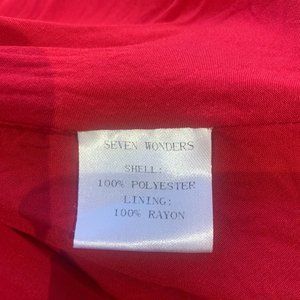 SEVEN WONDERS
SHELL:
100% POLYESTER
LINING:
100% RAYON